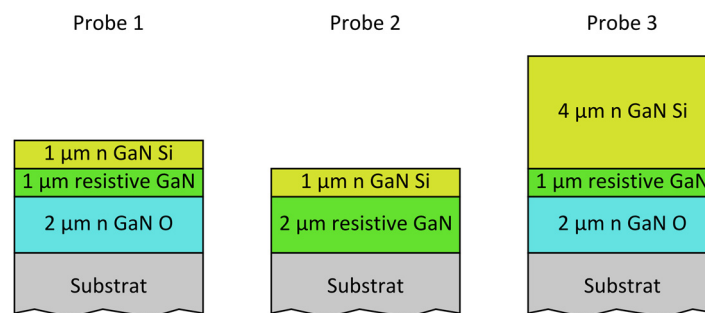 Probe 1
1 µm n GaN Si
1 µm resistive GaN
2 µm n GaN O
Substrat
Probe 2
1 µm n GaN Si
2 µm resistive GaN
Substrat
Probe 3
4 µm n GaN Si
1 µm resistive GaN
2 µm n GaN O
Substrat